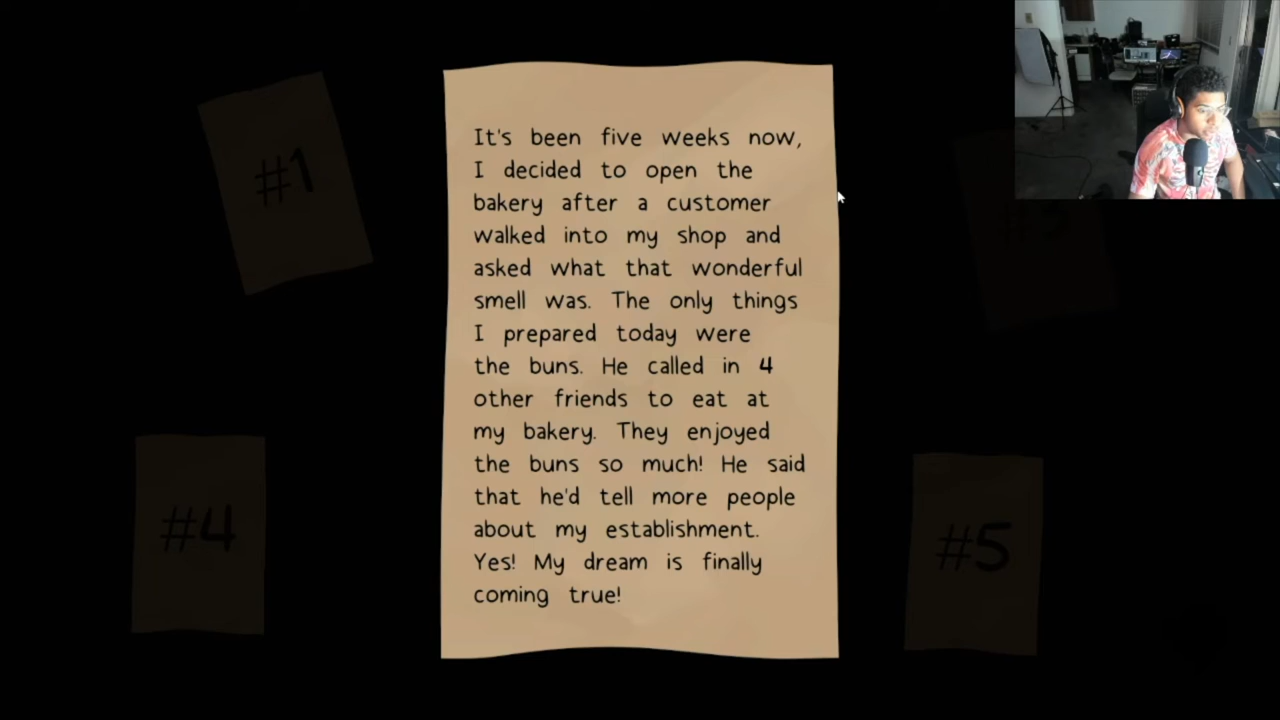 #1
It's been five weeks now,
I decided to open the
bakery after a customer
walked into my shop and
asked what that wonderful
smell was. The only things
I prepared today were
the buns. He called in 4
other friends to eat at
my bakery. They enjoyed
the buns so much! He said
that he'd tell more people
about my establishment.
Yes! My dream is finally
coming true!
#3
#4
#5